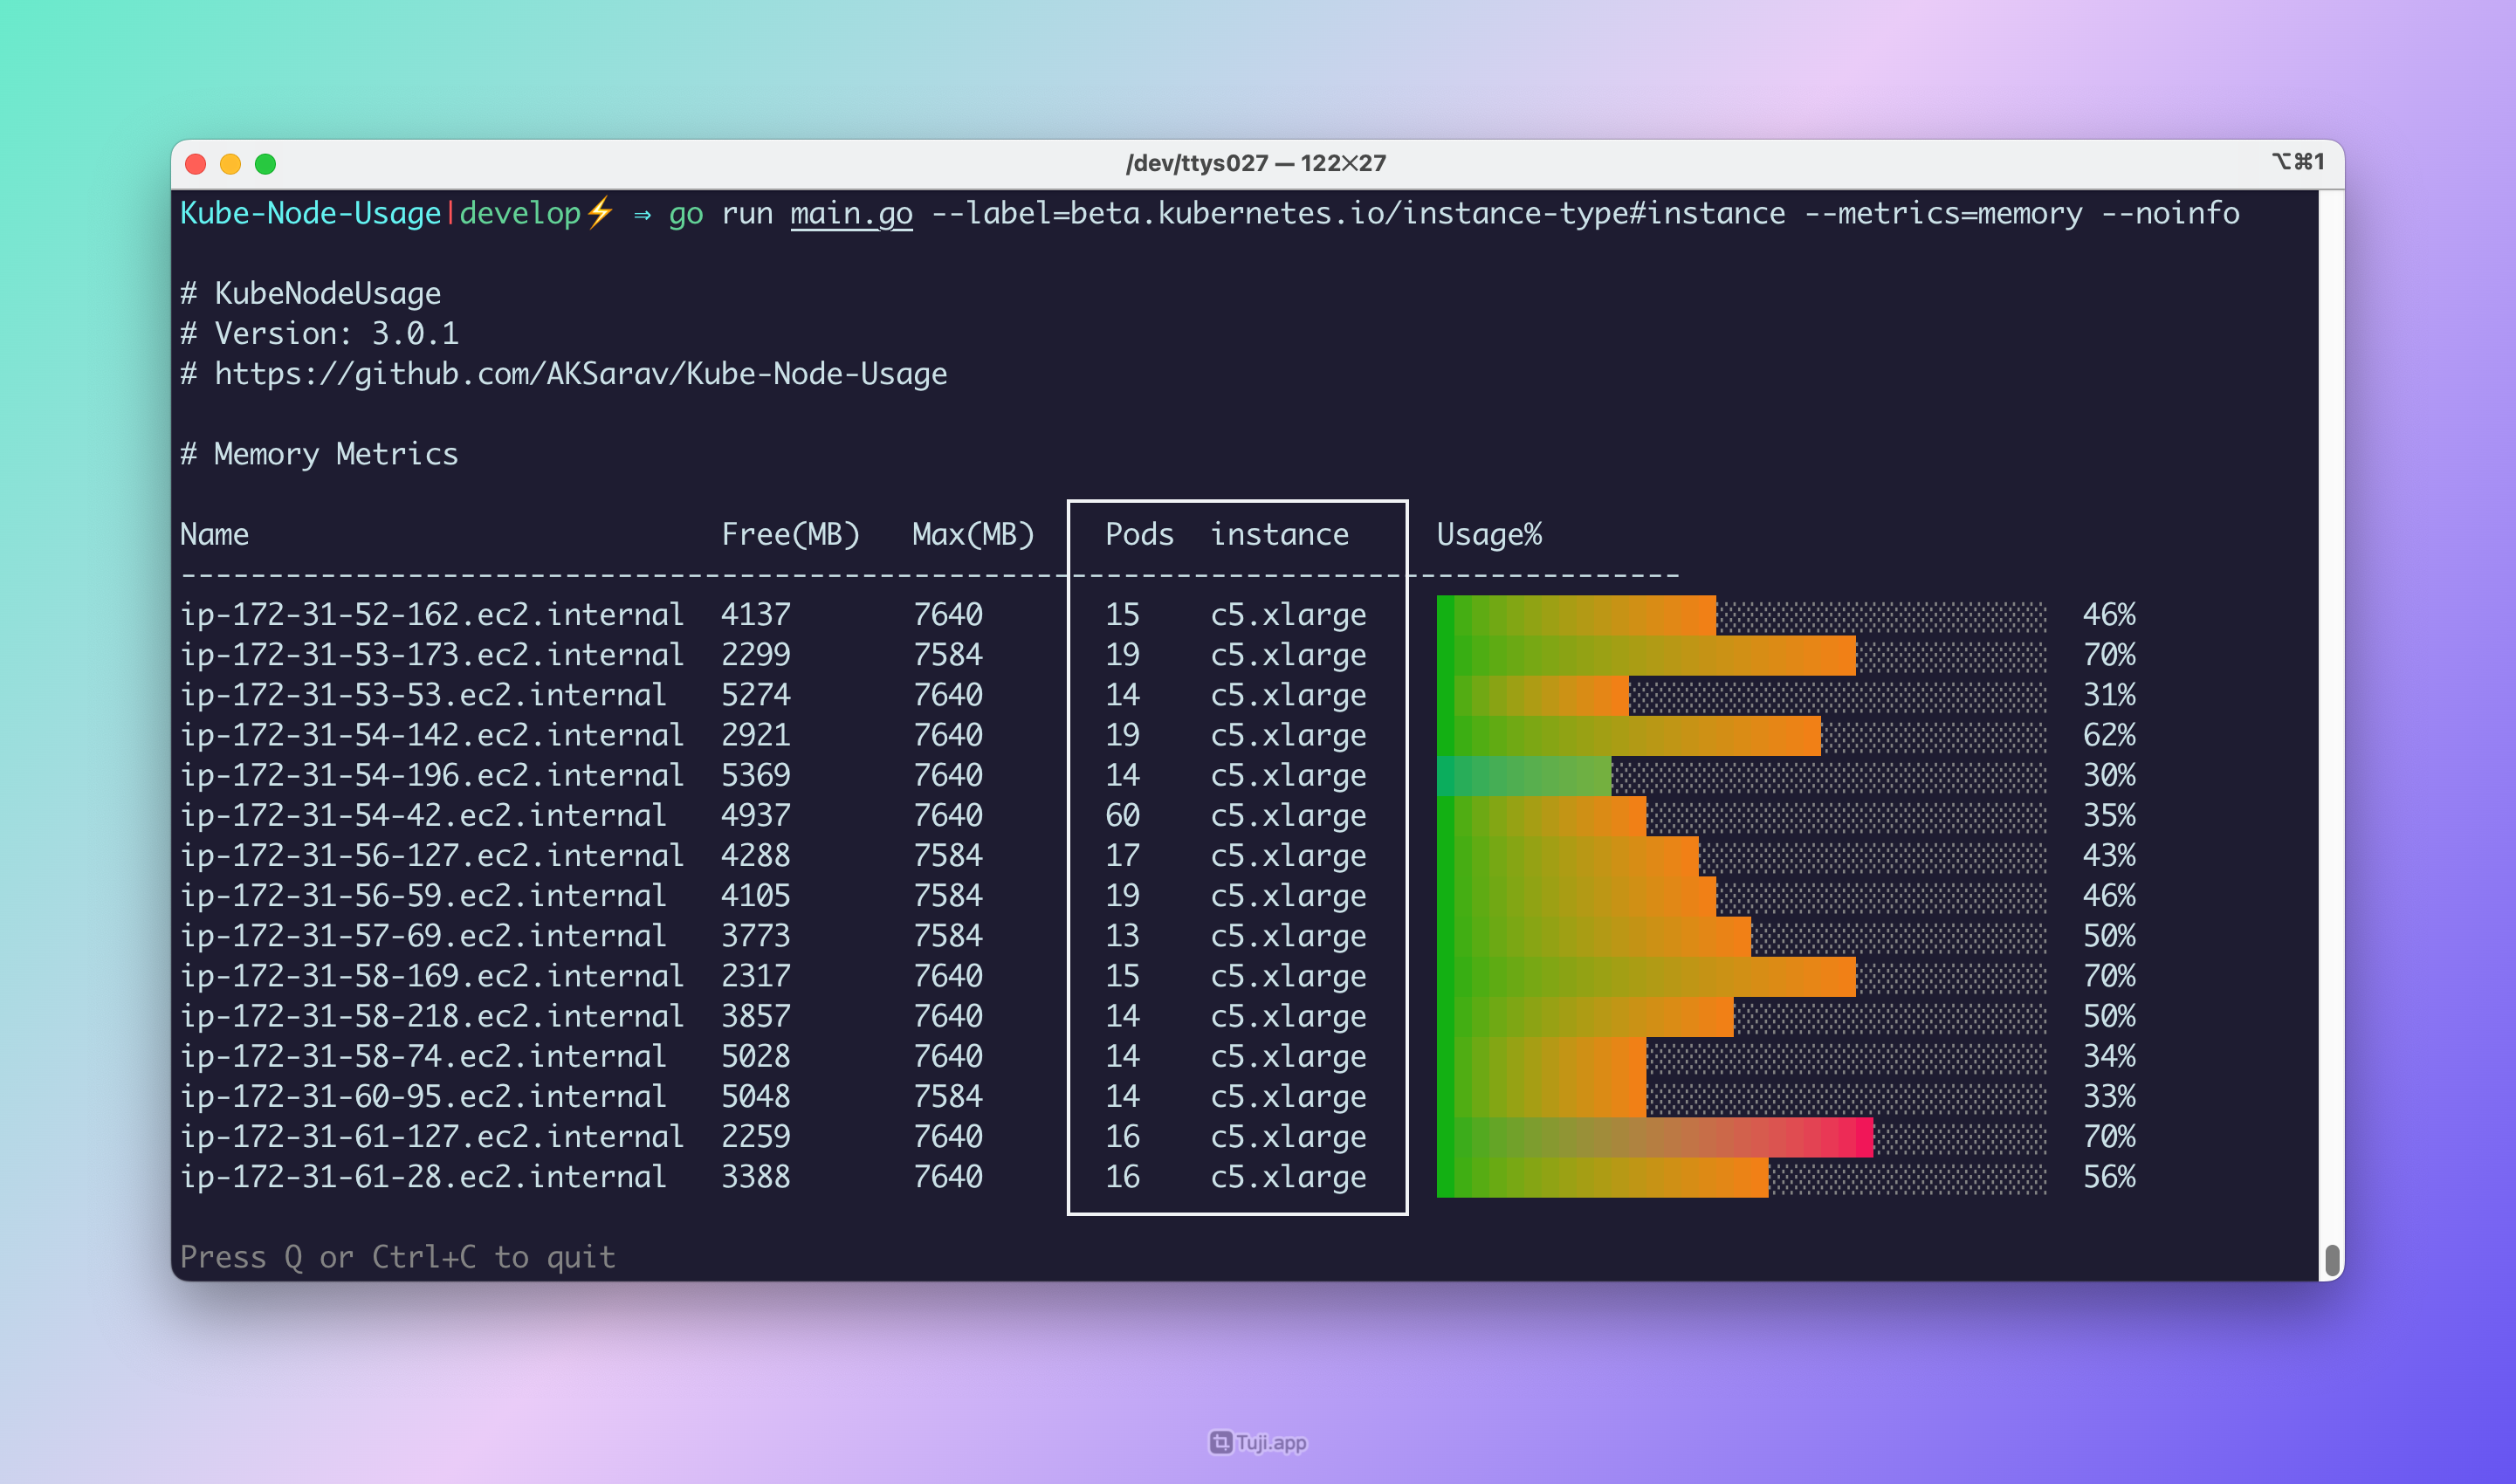 /dev/ttys027 — 122×27
⌥⌘1
Kube-Node-Usage|develop⚡ ⇒ go run main.go --label=beta.kubernetes.io/instance-type#instance --metrics=memory --noinfo
# KubeNodeUsage
# Version: 3.0.1
# https://github.com/AKSarav/Kube-Node-Usage
# Memory Metrics
Name Free(MB) Max(MB) Pods instance Usage%
--------------------------------------------------------------------------------------
ip-172-31-52-162.ec2.internal 4137 7640 15 c5.xlarge 46%
ip-172-31-53-173.ec2.internal 2299 7584 19 c5.xlarge 70%
ip-172-31-53-53.ec2.internal 5274 7640 14 c5.xlarge 31%
ip-172-31-54-142.ec2.internal 2921 7640 19 c5.xlarge 62%
ip-172-31-54-196.ec2.internal 5369 7640 14 c5.xlarge 30%
ip-172-31-54-42.ec2.internal 4937 7640 60 c5.xlarge 35%
ip-172-31-56-127.ec2.internal 4288 7584 17 c5.xlarge 43%
ip-172-31-56-59.ec2.internal 4105 7584 19 c5.xlarge 46%
ip-172-31-57-69.ec2.internal 3773 7584 13 c5.xlarge 50%
ip-172-31-58-169.ec2.internal 2317 7640 15 c5.xlarge 70%
ip-172-31-58-218.ec2.internal 3857 7640 14 c5.xlarge 50%
ip-172-31-58-74.ec2.internal 5028 7640 14 c5.xlarge 34%
ip-172-31-60-95.ec2.internal 5048 7584 14 c5.xlarge 33%
ip-172-31-61-127.ec2.internal 2259 7640 16 c5.xlarge 70%
ip-172-31-61-28.ec2.internal 3388 7640 16 c5.xlarge 56%
Press Q or Ctrl+C to quit
Tuji.app